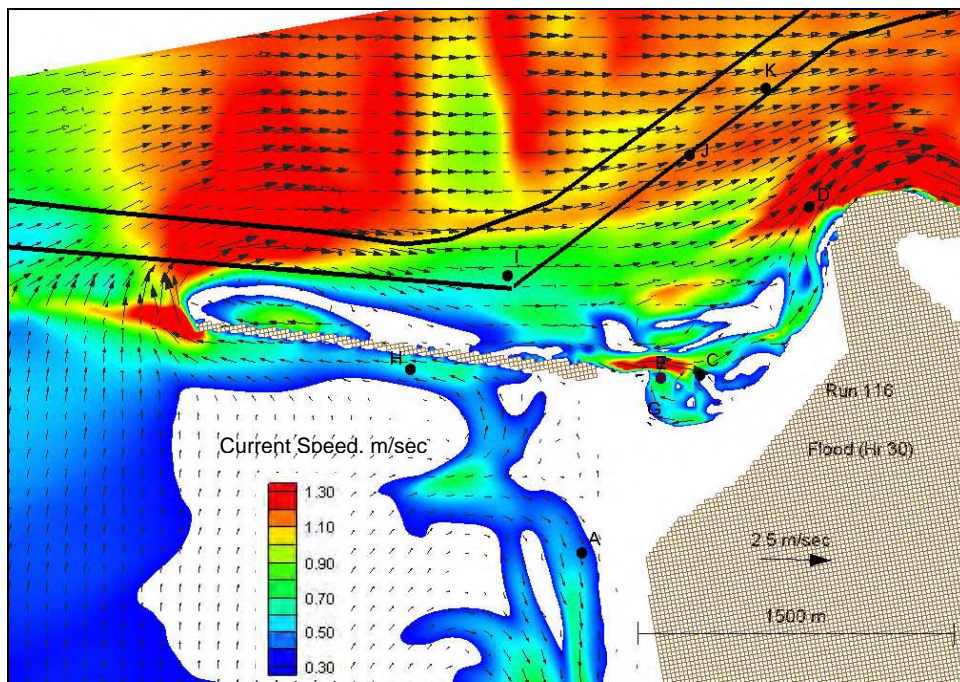 K
J
D
I
H
E
C
G
Run 116
Current Speed. m/sec
Flood (Hr 30)
1.30
1.10
0.90
0.70
0.50
0.30
A
2.5 m/sec
1500 m